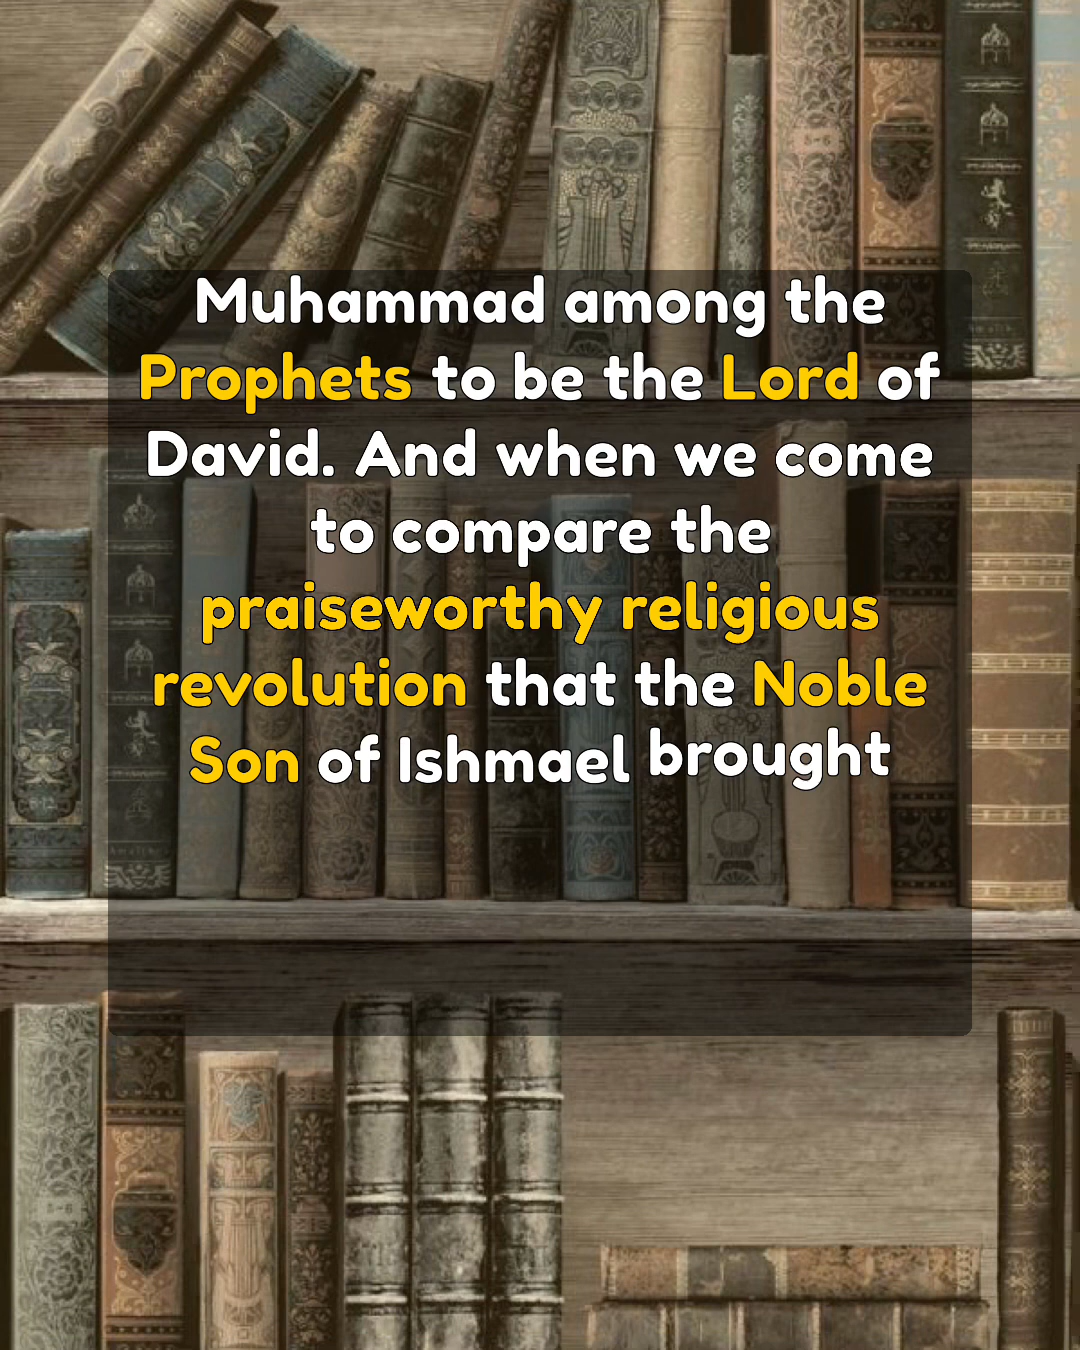 Muhammad among the
Prophets to be the Lord of
David. And when we come
to compare the
praiseworthy religious
revolution that the Noble
Son of Ishmael brought